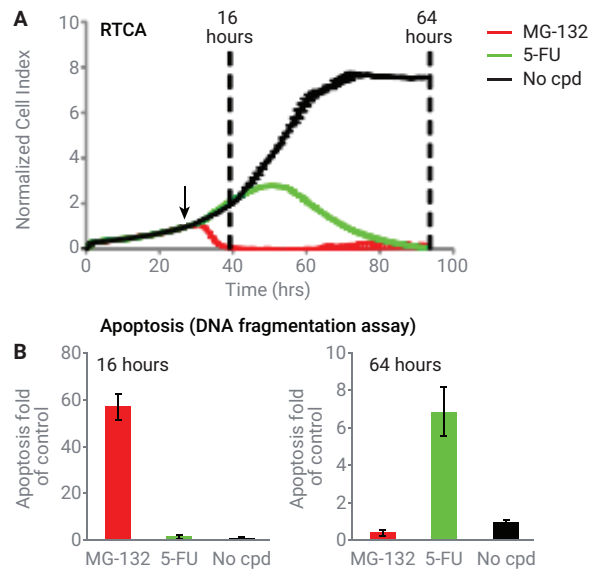 A
RTCA
16
hours
64
hours
MG-132
5-FU
No cpd
Normalized Cell Index
10
8
6
4
2
0
0 20 40 60 80 100
Time (hrs)
Apoptosis (DNA fragmentation assay)
B
16 hours
Apoptosis fold
of control
80
60
40
20
0
MG-132 5-FU No cpd
64 hours
Apoptosis fold
of control
10
8
6
4
2
0
MG-132 5-FU No cpd